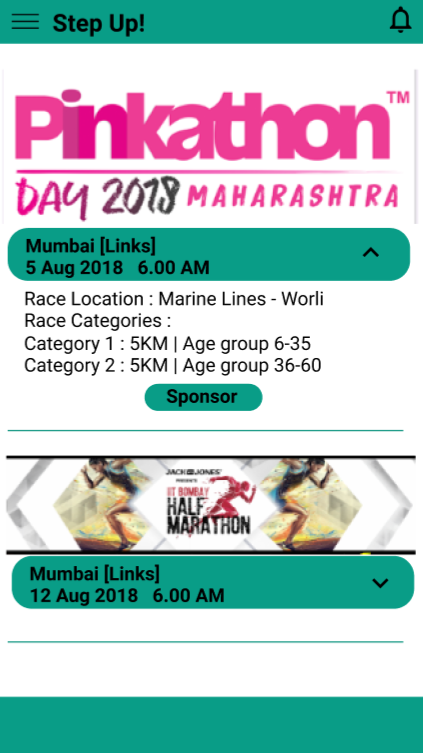 Step Up!
Pinkathon™
DAY 2018 MAHARASHTRA
Mumbai [Links]
5 Aug 2018 6.00 AM
Race Location : Marine Lines - Worli
Race Categories :
Category 1 : 5KM | Age group 6-35
Category 2 : 5KM | Age group 36-60
Sponsor
JACK & JONES
PRESENTS
IIT BOMBAY
HALF
MARATHON
Mumbai [Links]
12 Aug 2018 6.00 AM